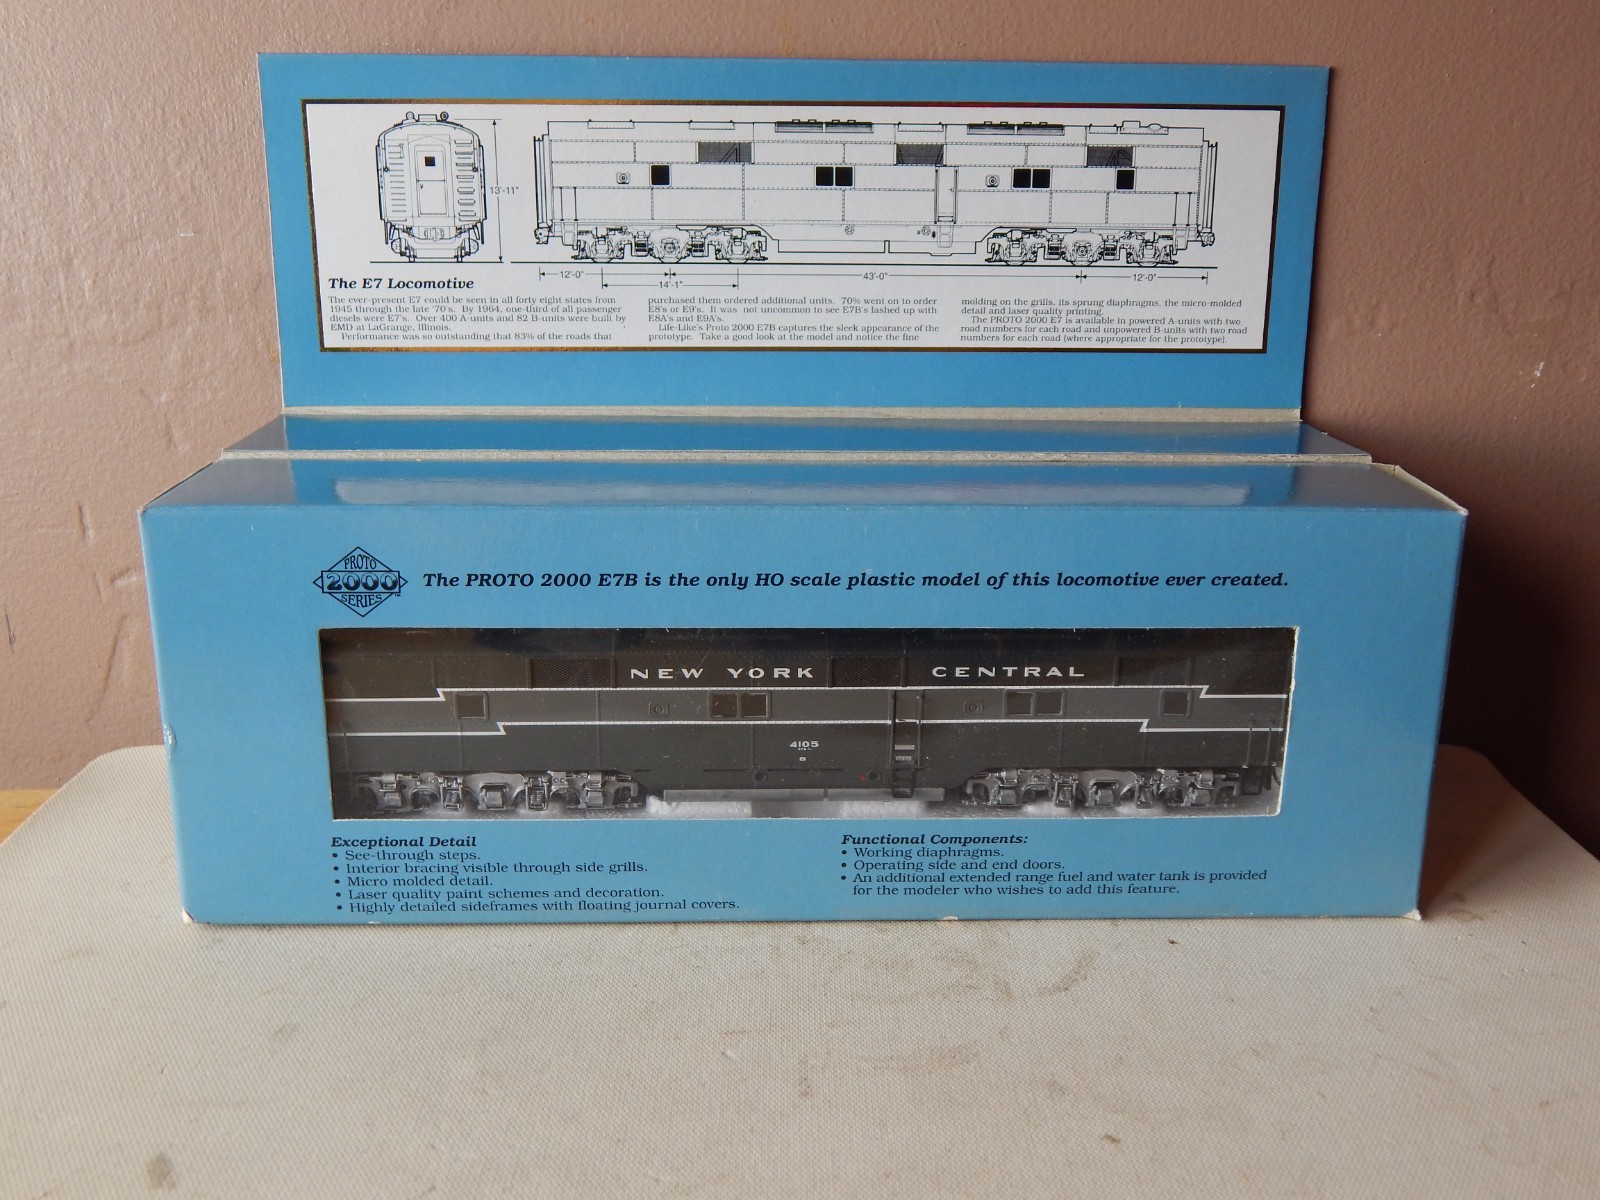 13'-11"
12'-0"
43'-0"
12'-0"
14'-1"
The E7 Locomotive
The ever-present E7 could be seen in all forty eight states from
1945 through the late '70's. By 1964, one-third of all passenger
diesels were E7's. Over 400 A-units and 82 B-units were built by
EMD at LaGrange, Illinois.
Performance was so outstanding that 83% of the roads that
purchased them ordered additional units. 70% went on to order
E8's or E9's. It was not uncommon to see E7B's lashed up with
E8A's and E9A's.
Life-Like's Proto 2000 E7B captures the sleek appearance of the
prototype. Take a good look at the model and notice the fine
molding on the grills, its sprung diaphragms, the micro-molded
detail and laser quality printing.
The PROTO 2000 E7 is available in powered A-units with two
road numbers for each road and unpowered B-units with two road
numbers for each road (where appropriate for the prototype).
PROTO
2000
SERIES™
The PROTO 2000 E7B is the only HO scale plastic model of this locomotive ever created.
NEW YORK CENTRAL
4105
Exceptional Detail
• See-through steps.
• Interior bracing visible through side grills.
• Micro molded detail.
• Laser quality paint schemes and decoration.
• Highly detailed sideframes with floating journal covers.
Functional Components:
• Working diaphragms.
• Operating side and end doors.
• An additional extended range fuel and water tank is provided
for the modeler who wishes to add this feature.